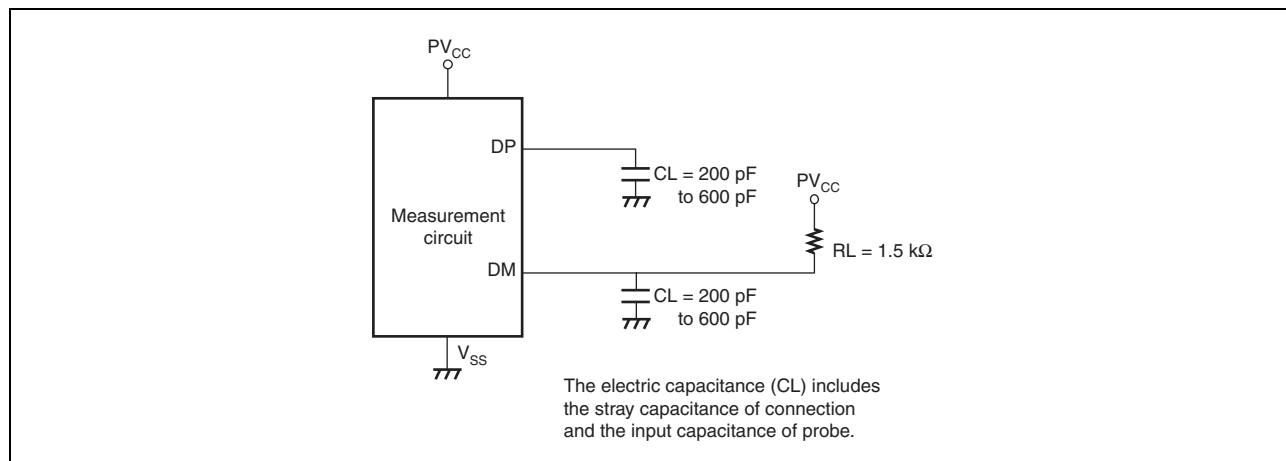 PVCC
DP
CL = 200 pF
to 600 pF
PVCC
Measurement
circuit
RL = 1.5 kΩ
DM
CL = 200 pF
to 600 pF
VSS
The electric capacitance (CL) includes
the stray capacitance of connection
and the input capacitance of probe.